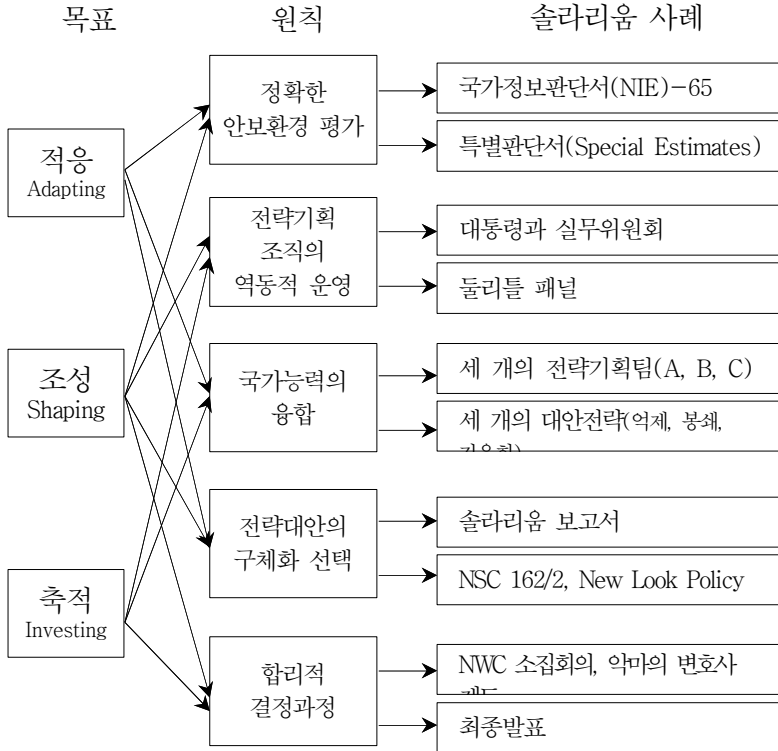 목표 원칙 솔라리움 사례
정확한
안보환경 평가
국가정보판단서(NIE)-65
특별판단서(Special Estimates)
적응
Adapting
전략기획
조직의
역동적 운영
대통령과 실무위원회
둘리틀 패널
조성
Shaping
국가능력의
융합
세 개의 전략기획팀(A, B, C)
세 개의 대안전략(억제, 봉쇄,
전략대안의
구체화 선택
솔라리움 보고서
NSC 162/2, New Look Policy
축적
Investing
합리적
결정과정
NWC 소집회의, 악마의 변호사
최종발표